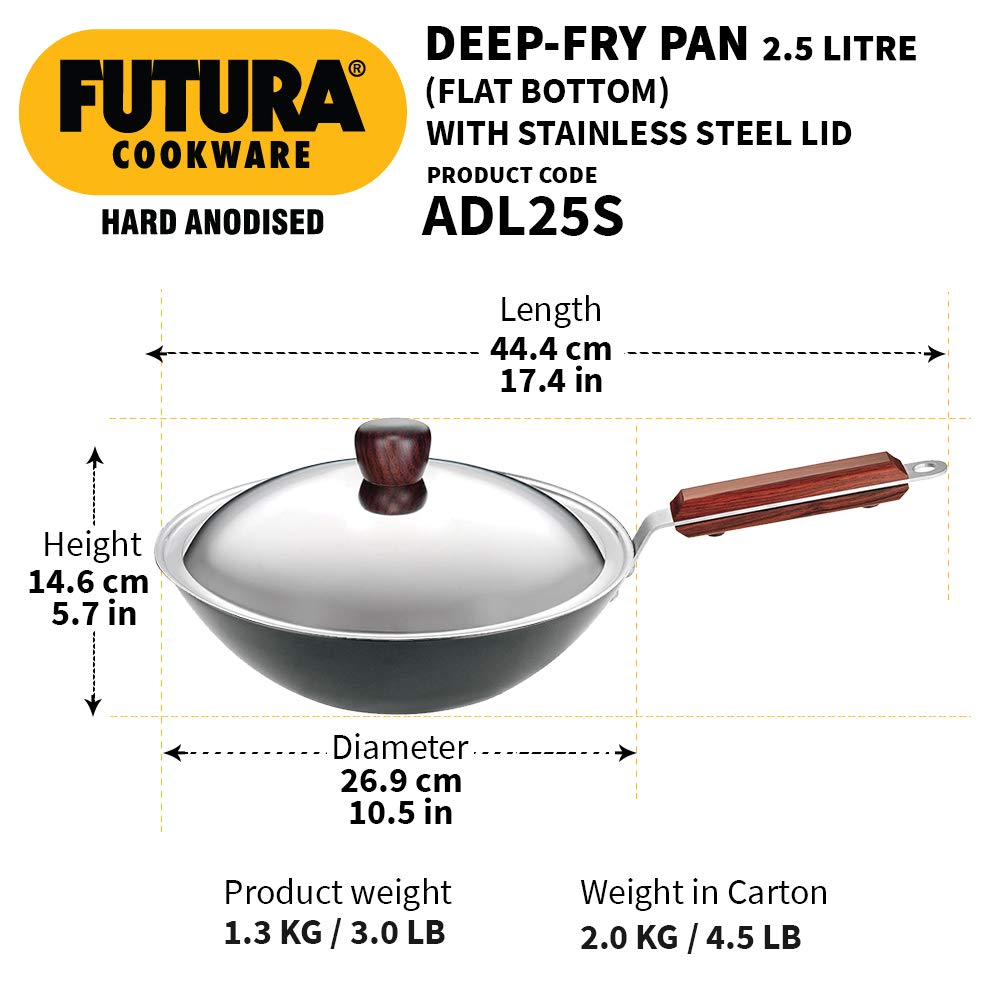 FUTURA®
COOKWARE
HARD ANODISED
DEEP-FRY PAN 2.5 LITRE
(FLAT BOTTOM)
WITH STAINLESS STEEL LID
PRODUCT CODE
ADL25S
Length
44.4 cm
17.4 in
Height
14.6 cm
5.7 in
Diameter
26.9 cm
10.5 in
Product weight
1.3 KG / 3.0 LB
Weight in Carton
2.0 KG / 4.5 LB